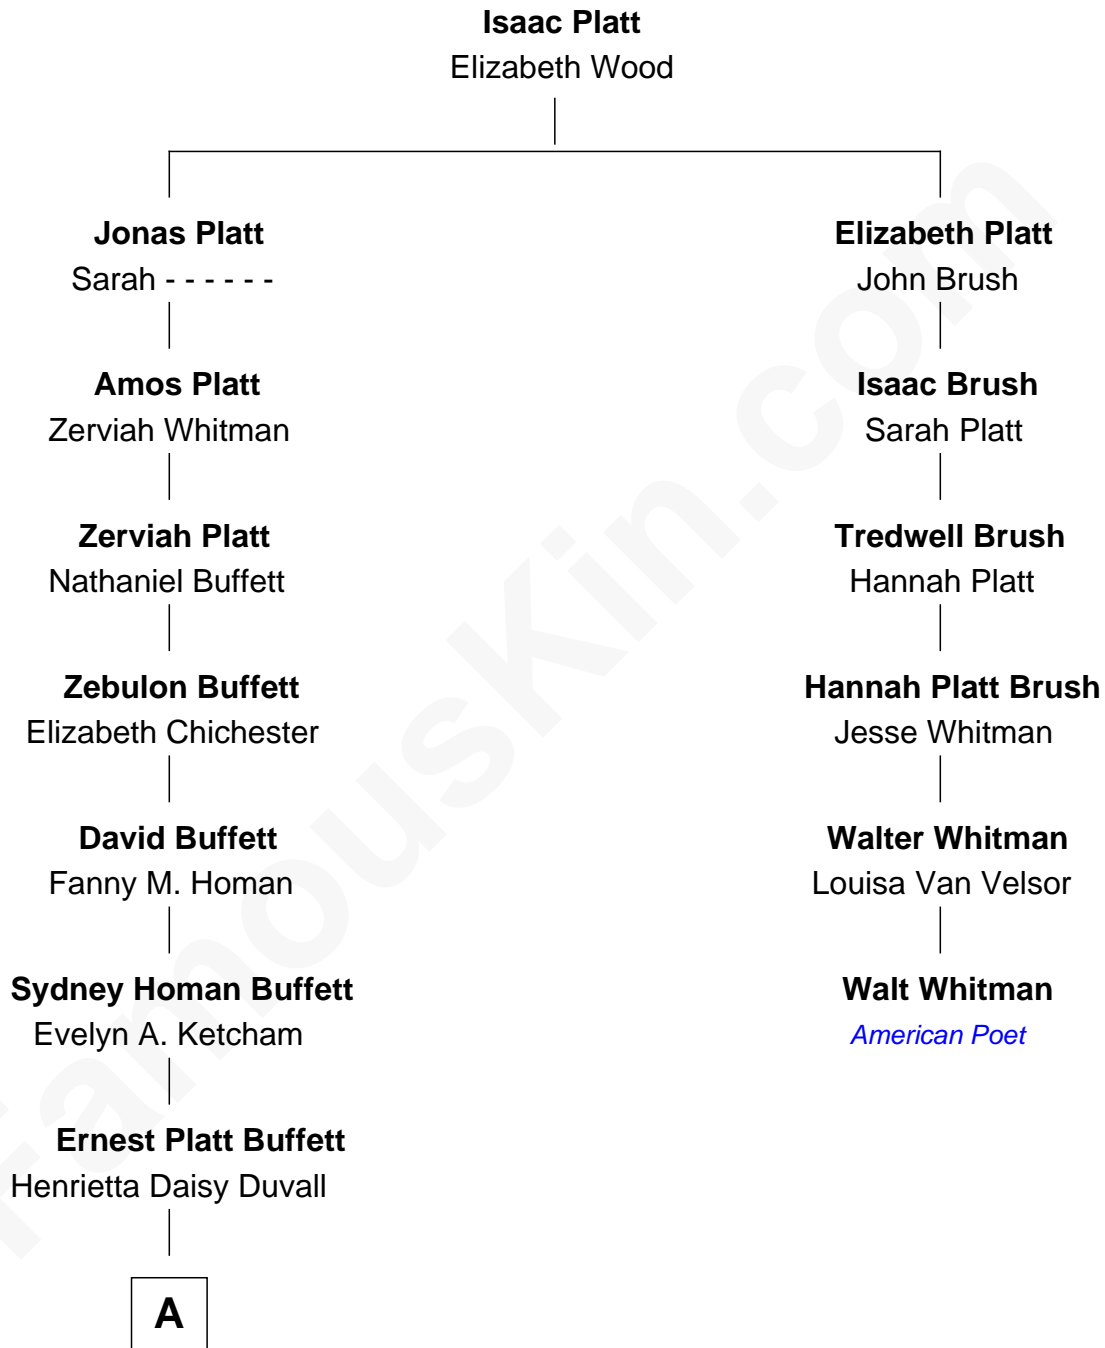 Isaac Platt
Elizabeth Wood
Jonas Platt
Sarah - - - - - -
Elizabeth Platt
John Brush
Amos Platt
Zerviah Whitman
Isaac Brush
Sarah Platt
Zerviah Platt
Nathaniel Buffett
Tredwell Brush
Hannah Platt
Zebulon Buffett
Elizabeth Chichester
Hannah Platt Brush
Jesse Whitman
David Buffett
Fanny M. Homan
Walter Whitman
Louisa Van Velsor
Sydney Homan Buffett
Evelyn A. Ketcham
Walt Whitman
American Poet
Ernest Platt Buffett
Henrietta Daisy Duvall
A
FamousKin.com